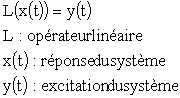 L(x(t)) = y(t)
L : opérateurlinéaire
x(t) : réponsedusystème
y(t) : excitationdusystème